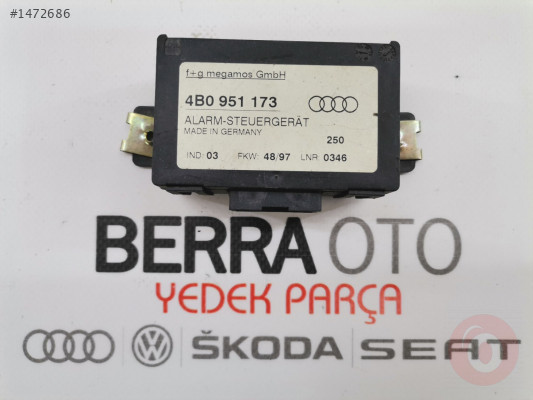 #1472686
f+g megamos GmbH
4B0 951 173
ALARM-STEUERGERÄT
MADE IN GERMANY
250
IND 03 FKW 48/97 LNR 0346
BERRA OTO
YEDEK PARÇA
ŠKODA SEAT